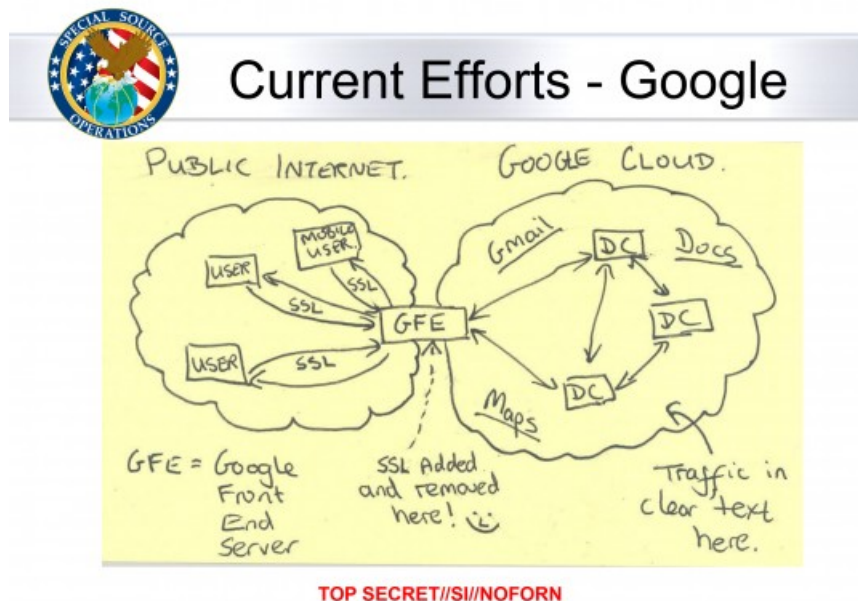 SPECIAL SOURCE
OPERATIONS
Current Efforts - Google
PUBLIC INTERNET.
GOOGLE CLOUD.
MOBILE
USER.
USER
SSL
SSL
GFE
USER
SSL
Gmail
DC
Docs
DC
DC
Maps
GFE = Google
Front
End
Server
SSL Added
and removed
here!
Traffic in
clear text
here.
TOP SECRET//SI//NOFORN